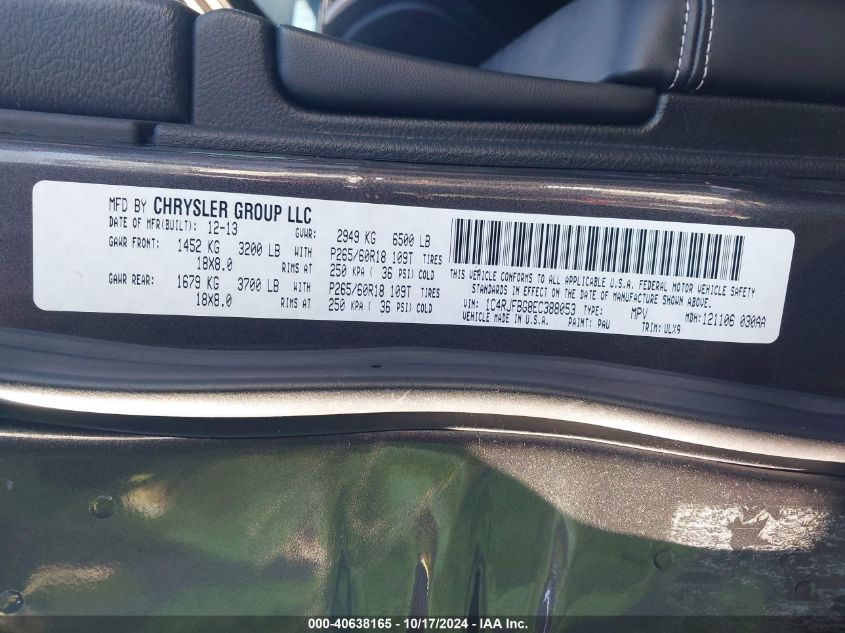 MFD BY CHRYSLER GROUP LLC
DATE OF MFR(BUILT): 12-13 GVWR: 2949 KG 6500 LB
GAWR FRONT: 1452 KG 3200 LB WITH P265/60R18 109T TIRES
18X8.0 RIMS AT 250 KPA ( 36 PSI) COLD
GAWR REAR: 1679 KG 3700 LB WITH P265/60R18 109T TIRES
18X8.0 RIMS AT 250 KPA ( 36 PSI) COLD
THIS VEHICLE CONFORMS TO ALL APPLICABLE U.S.A. FEDERAL MOTOR VEHICLE SAFETY
STANDARDS IN EFFECT ON THE DATE OF MANUFACTURE SHOWN ABOVE.
VIN: 1C4RJFBG8EC388053 TYPE: MPV MDH: 121106 030AA
VEHICLE MADE IN U.S.A. PAINT: PAU TRIM: ULX9
000-40638165 - 10/17/2024 - IAA Inc.